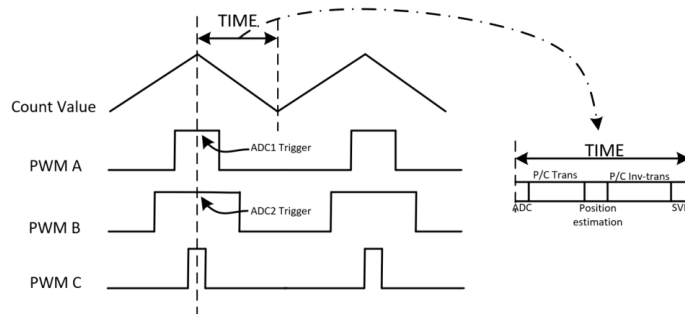 TIME
Count Value
ADC1 Trigger
PWM A
ADC2 Trigger
PWM B
PWM C
TIME
P/C Trans
P/C Inv-trans
ADC
Position
estimation